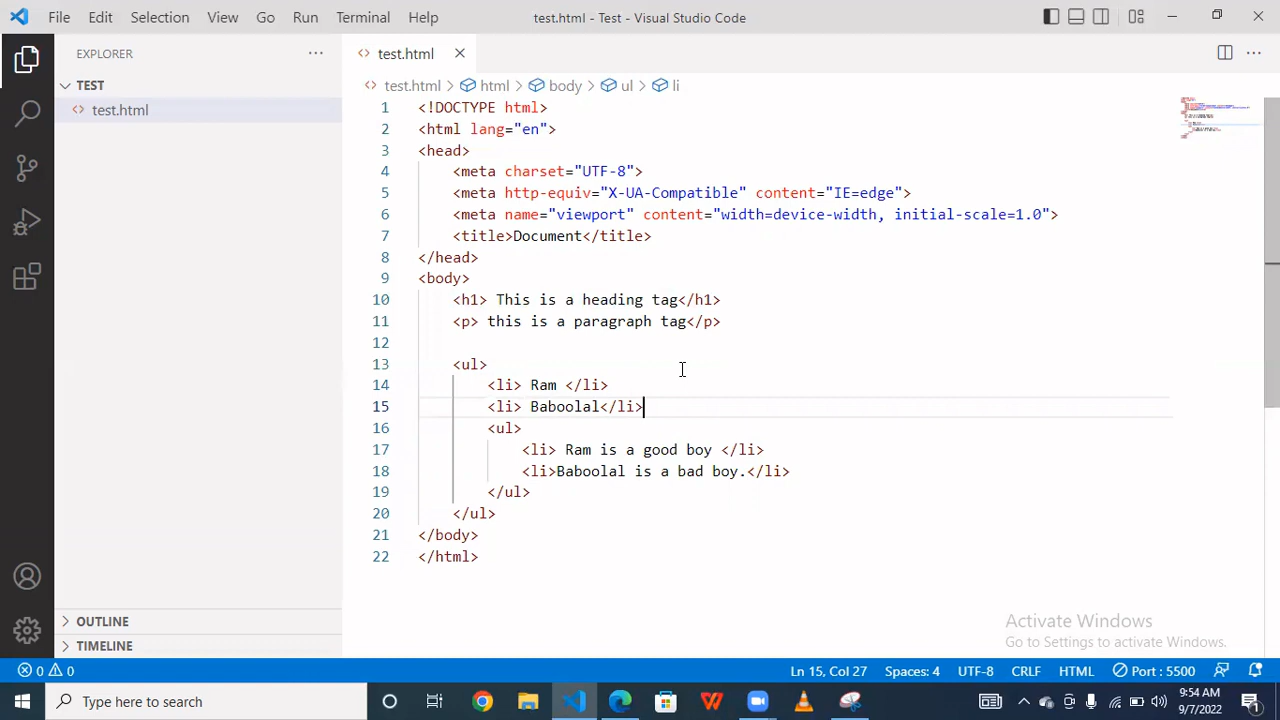 File Edit Selection View Go Run Terminal Help test.html - Test - Visual Studio Code
EXPLORER
TEST
test.html
OUTLINE
TIMELINE
test.html
test.html > html > body > ul > li
1 <!DOCTYPE html>
2 <html lang="en">
3 <head>
4 <meta charset="UTF-8">
5 <meta http-equiv="X-UA-Compatible" content="IE=edge">
6 <meta name="viewport" content="width=device-width, initial-scale=1.0">
7 <title>Document</title>
8 </head>
9 <body>
10 <h1> This is a heading tag</h1>
11 <p> this is a paragraph tag</p>
12
13 <ul>
14 <li> Ram </li>
15 <li> Baboolal</li>
16 <ul>
17 <li> Ram is a good boy </li>
18 <li>Baboolal is a bad boy.</li>
19 </ul>
20 </ul>
21 </body>
22 </html>
Activate Windows
Go to Settings to activate Windows.
0 0 Ln 15, Col 27 Spaces: 4 UTF-8 CRLF HTML Port : 5500
Type here to search
9:54 AM
9/7/2022
1